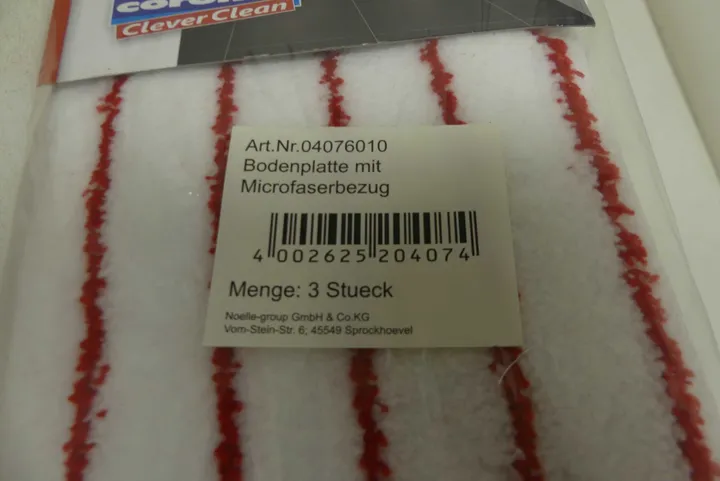 Clever Clean
Art.Nr.04076010
Bodenplatte mit
Microfaserbezug
4 002625 204074
Menge: 3 Stueck
Noelle-group GmbH & Co.KG
Vom-Stein-Str. 6; 45549 Sprockhoevel